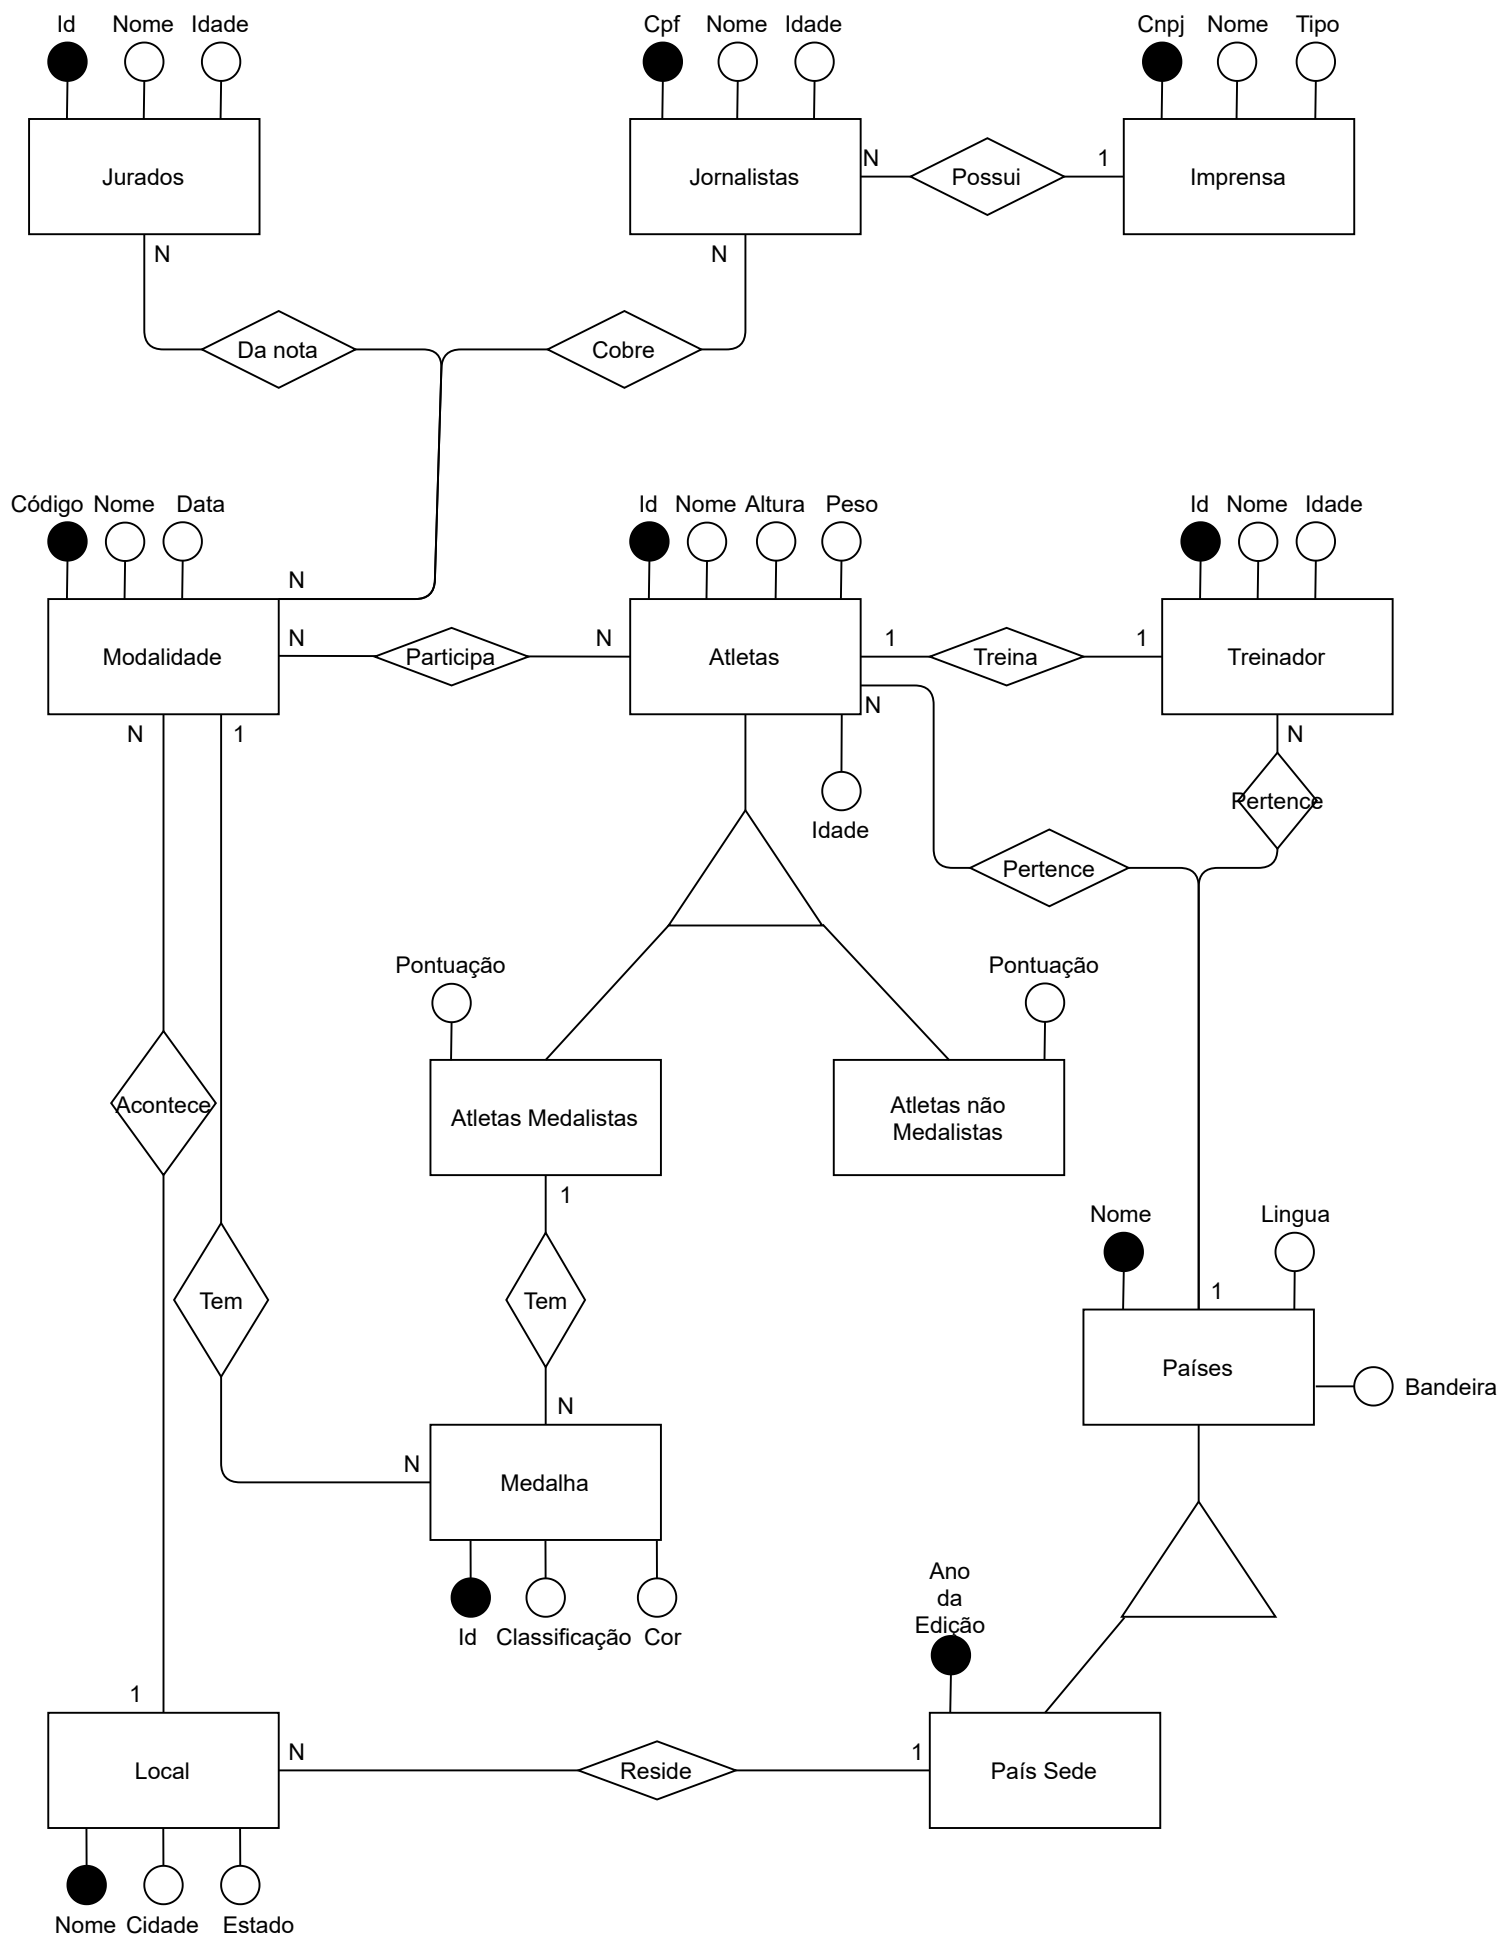 Id
Nome
Idade
Cpf
Nome
Idade
Cnpj
Nome
Tipo
Jurados
Jornalistas
N
Possui
1
Imprensa
N
N
Da nota
Cobre
Código
Nome
Data
Id
Nome
Altura
Peso
Id
Nome
Idade
N
Modalidade
N
Participa
N
Atletas
1
Treina
1
Treinador
N
N
1
N
Pertence
Idade
Pertence
Pontuação
Pontuação
Acontece
Atletas Medalistas
Atletas não
Medalistas
1
Nome
Lingua
1
Tem
Tem
Países
Bandeira
N
N
Medalha
Id
Classificação
Cor
Ano
da
Edição
1
Local
N
Reside
1
País Sede
Nome
Cidade
Estado